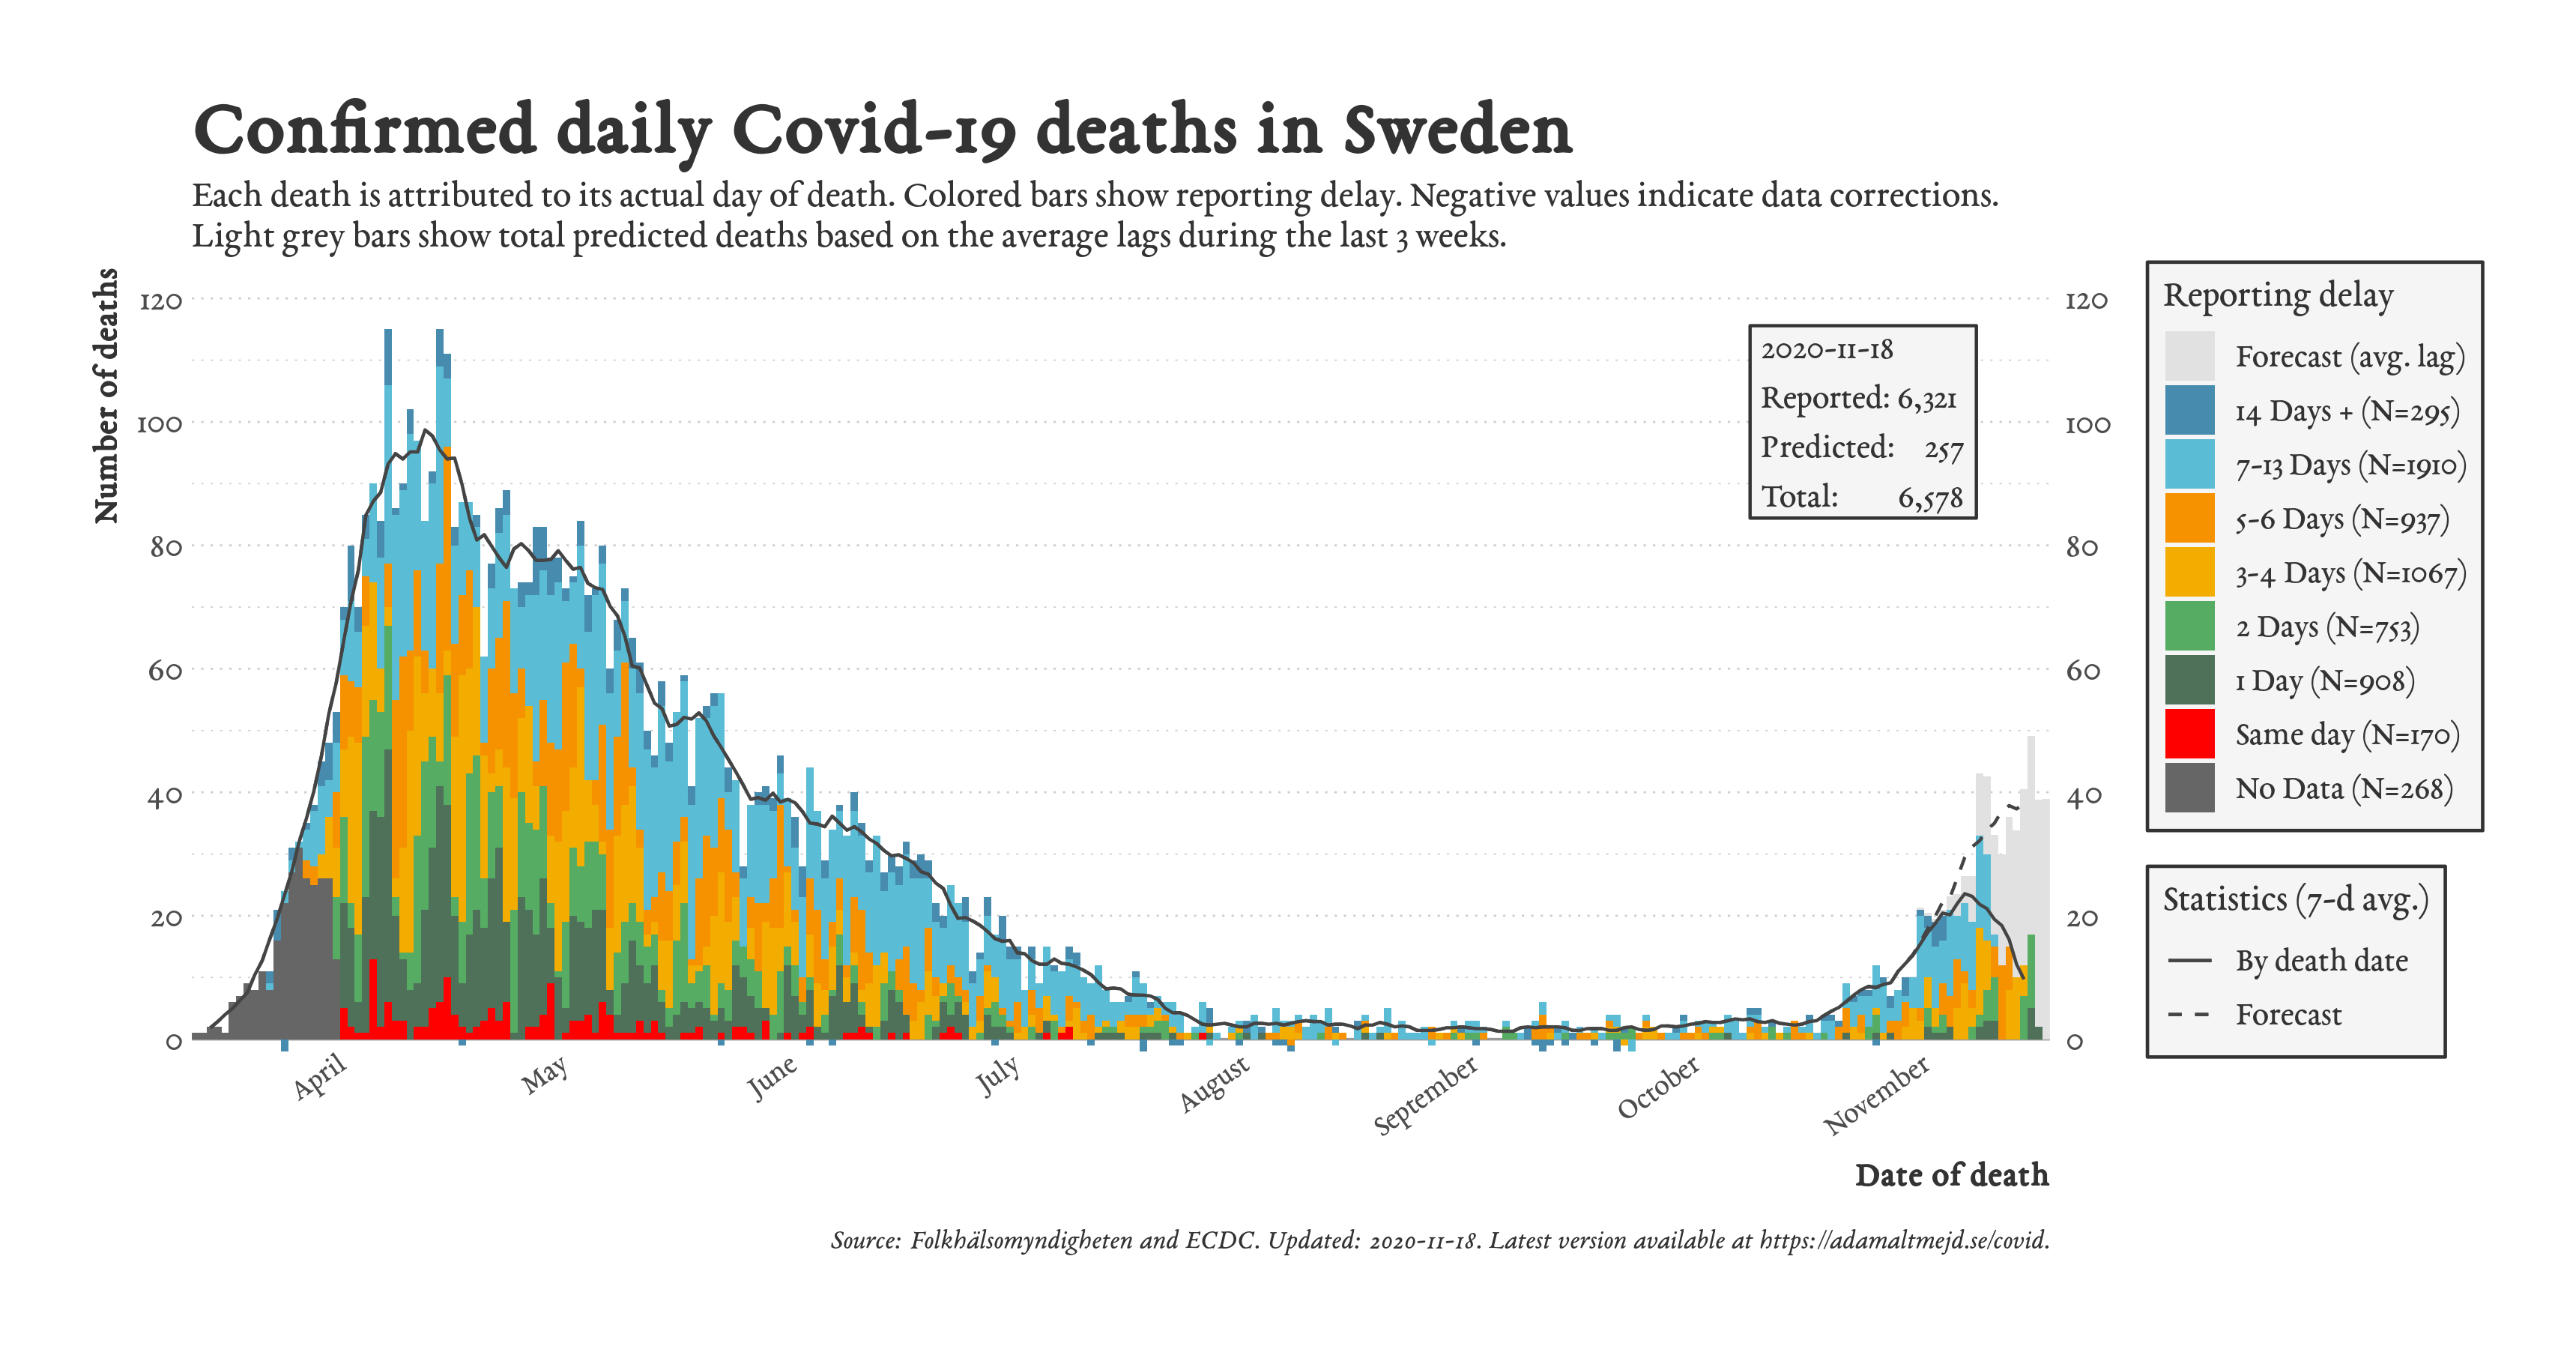 Confirmed daily Covid-19 deaths in Sweden
Each death is attributed to its actual day of death. Colored bars show reporting delay. Negative values indicate data corrections.
Light grey bars show total predicted deaths based on the average lags during the last 3 weeks.
Number of deaths
120
100
80
60
40
20
0
2020-11-18
Reported: 6,321
Predicted: 257
Total: 6,578
120
100
80
60
40
20
0
Reporting delay
Forecast (avg. lag)
14 Days + (N=295)
7-13 Days (N=1910)
5-6 Days (N=937)
3-4 Days (N=1067)
2 Days (N=753)
1 Day (N=908)
Same day (N=170)
No Data (N=268)
Statistics (7-d avg.)
By death date
Forecast
April
May
June
July
August
September
October
November
Date of death
Source: Folkhälsomyndigheten and ECDC. Updated: 2020-11-18. Latest version available at https://adamaltmejd.se/covid.